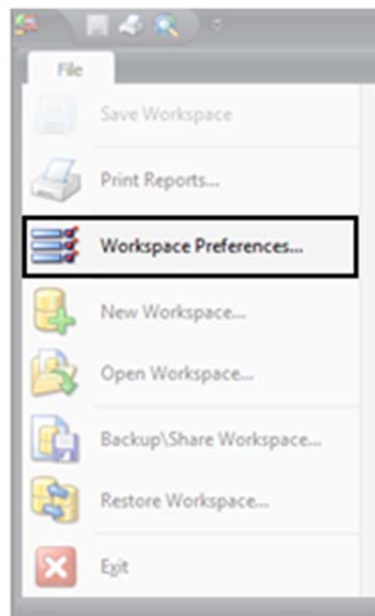 File
Save Workspace
Print Reports...
Workspace Preferences...
New Workspace...
Open Workspace...
Backup\Share Workspace...
Restore Workspace...
Exit